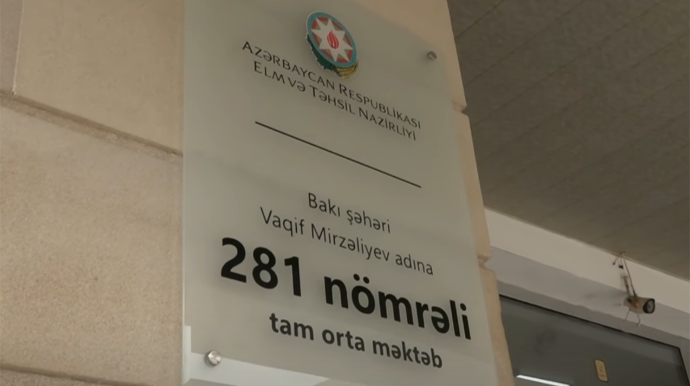 AZƏRBAYCAN RESPUBLİKASI
ELM VƏ TƏHSİL NAZİRLİYİ
Bakı şəhəri
Vaqif Mirzəliyev adına
281 nömrəli
tam orta məktəb